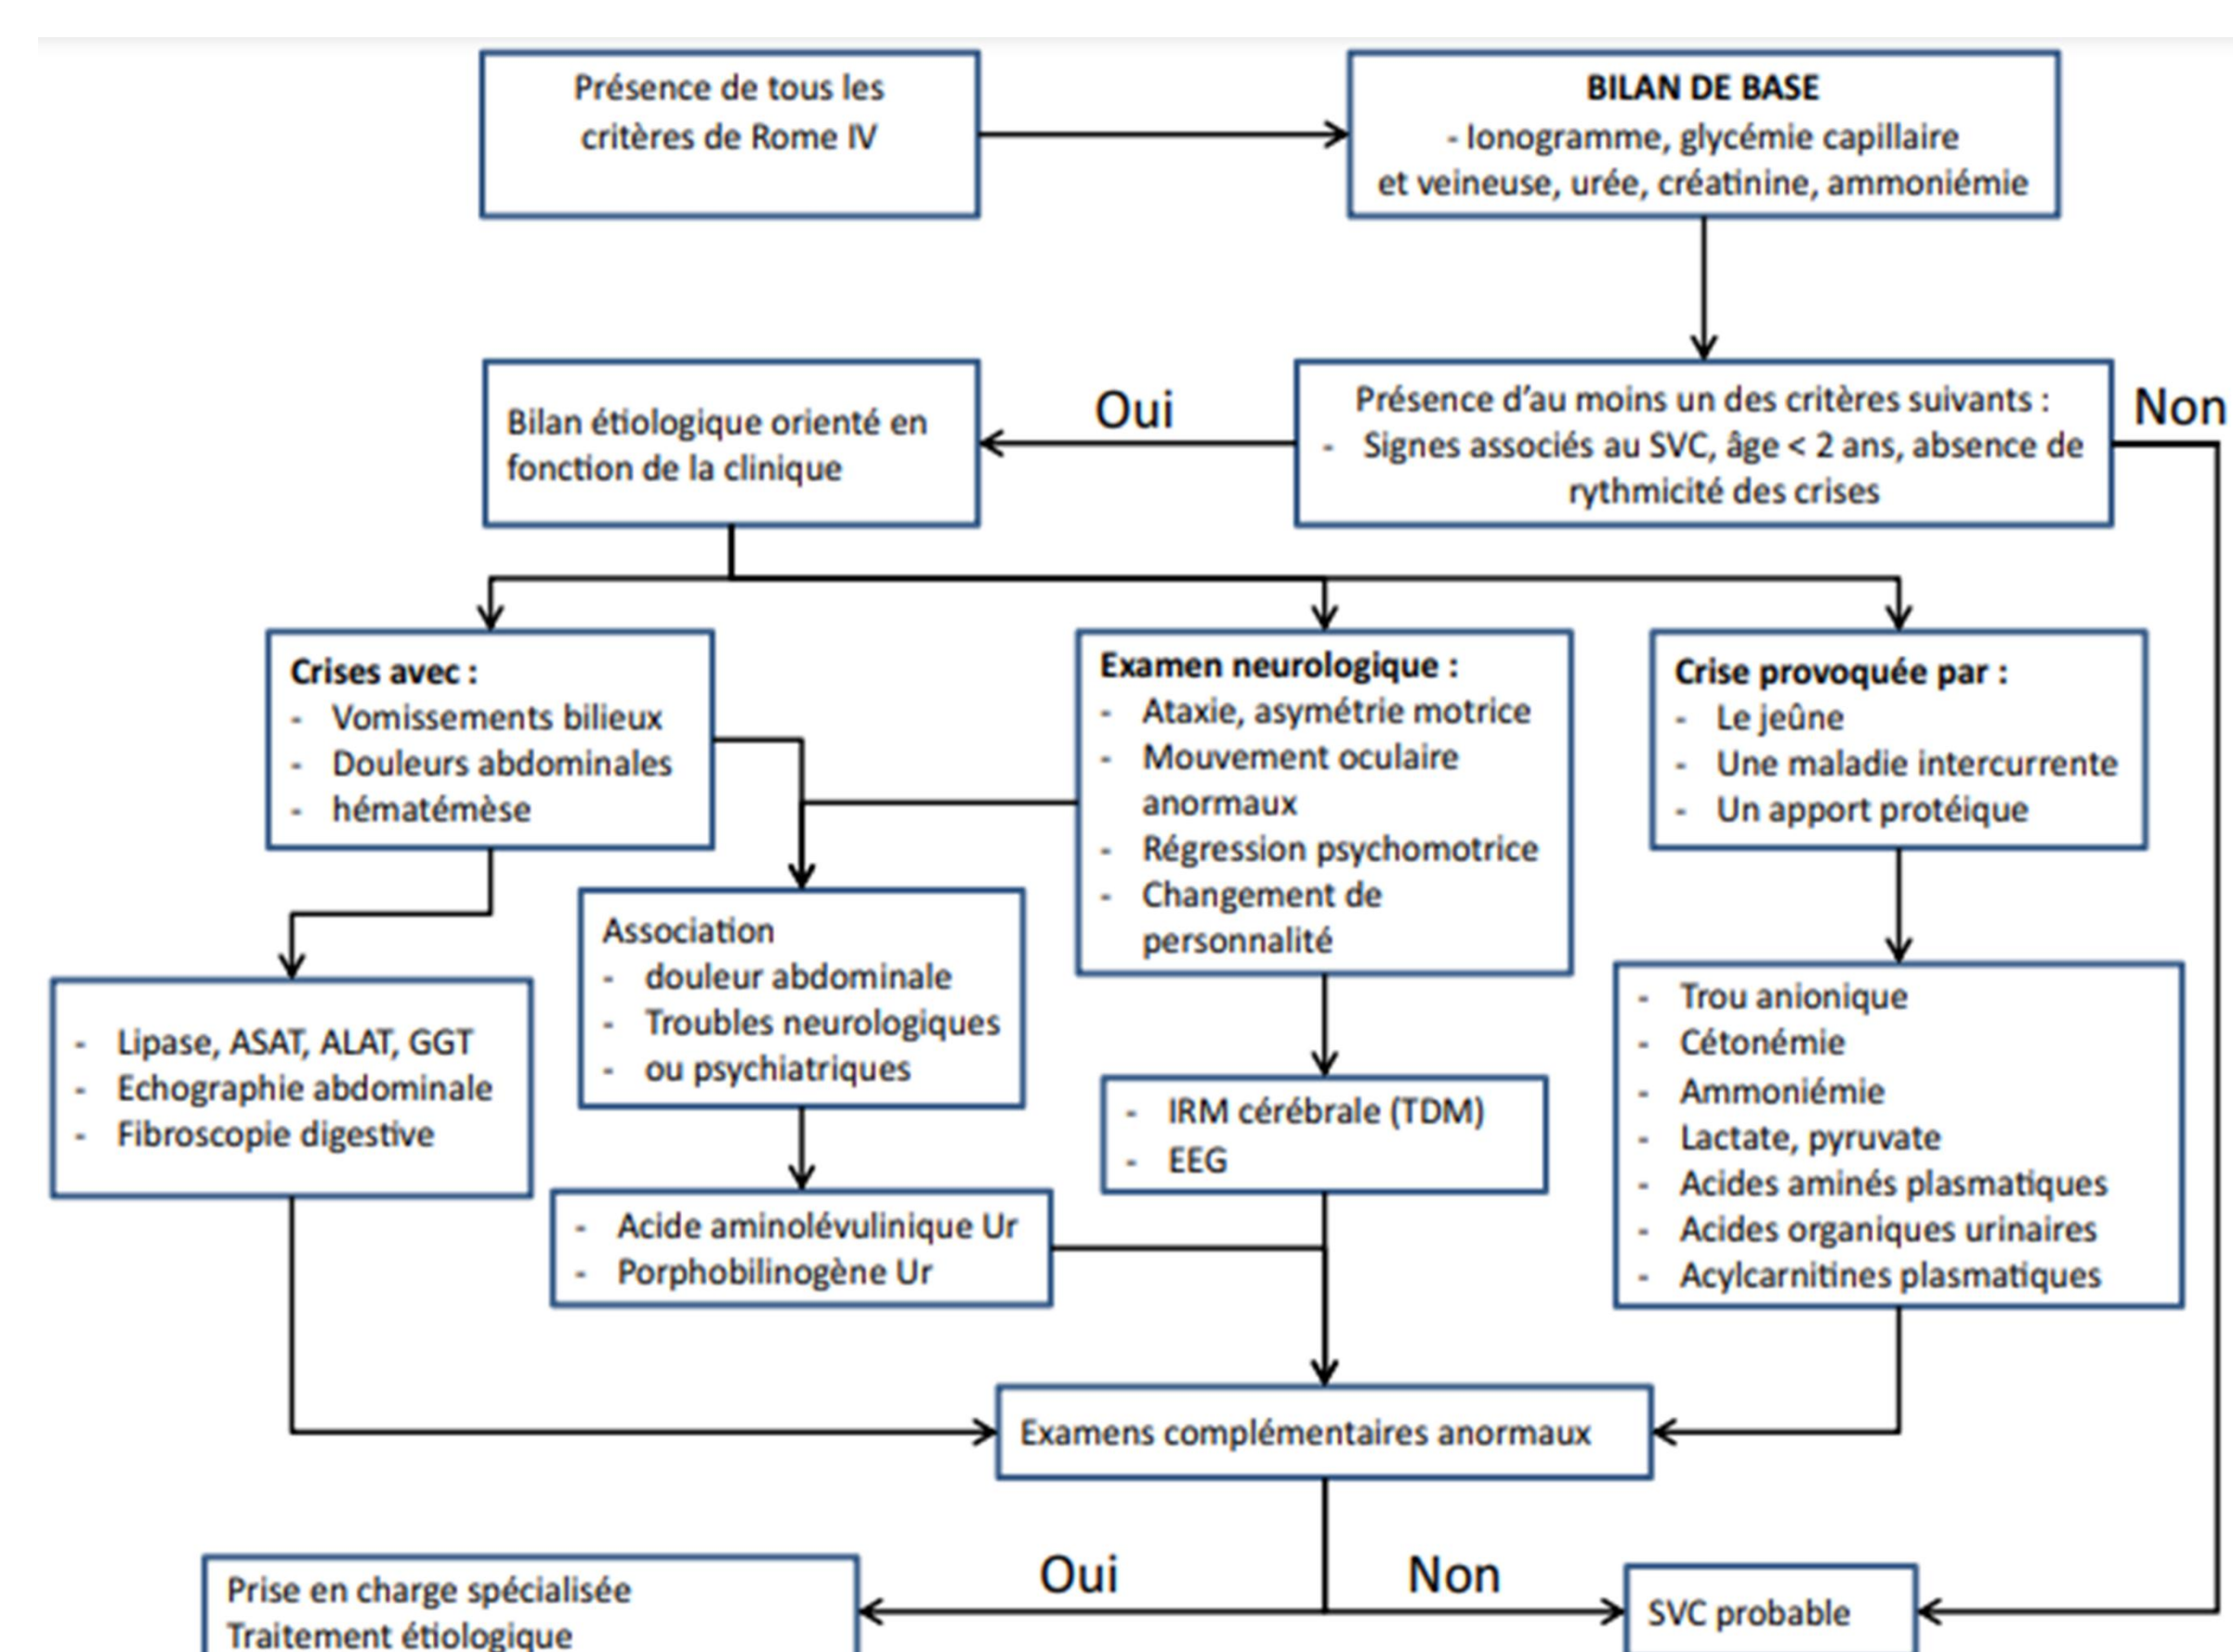 Présence de tous les
critères de Rome IV
BILAN DE BASE
- Ionogramme, glycémie capillaire
et veineuse, urée, créatinine, ammoniémie
Bilan étiologique orienté en
fonction de la clinique
Oui
Présence d'au moins un des critères suivants :
- Signes associés au SVC, âge < 2 ans, absence de
rythmicité des crises
Non
Crises avec :
- Vomissements bilieux
- Douleurs abdominales
- hématémèse
Examen neurologique :
- Ataxie, asymétrie motrice
- Mouvement oculaire
anormaux
- Régression psychomotrice
- Changement de
personnalité
Crise provoquée par :
- Le jeûne
- Une maladie intercurrente
- Un apport protéique
Association
- douleur abdominale
- Troubles neurologiques
- ou psychiatriques
- Lipase, ASAT, ALAT, GGT
- Echographie abdominale
- Fibroscopie digestive
- IRM cérébrale (TDM)
- EEG
- Trou anionique
- Cétonémie
- Ammoniémie
- Lactate, pyruvate
- Acides aminés plasmatiques
- Acides organiques urinaires
- Acylcarnitines plasmatiques
- Acide aminolévulinique Ur
- Porphobilinogène Ur
Examens complémentaires anormaux
Oui
Non
Prise en charge spécialisée
Traitement étiologique
SVC probable